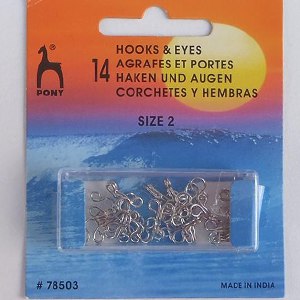 PONY
14
HOOKS & EYES
AGRAFES ET PORTES
HAKEN UND AUGEN
CORCHETES Y HEMBRAS
SIZE 2
# 78503
MADE IN INDIA